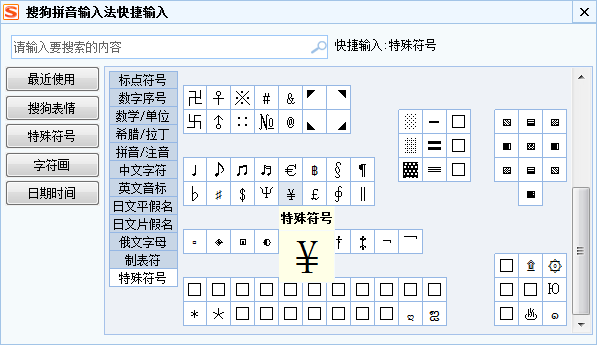 搜狗拼音输入法快捷输入
请输入要搜索的内容
快捷输入:特殊符号
最近使用
搜狗表情
特殊符号
字符画
日期时间
标点符号
数字序号
数学/单位
希腊/拉丁
拼音/注音
中文字符
英文音标
日文平假名
日文片假名
俄文字母
制表符
特殊符号
卐 ♀ ※ # & ◤ ◥
卍 ↑ ∷ № @ ◣ ◢
♩ ♪ ♫ ♬ € ฿ § ¶
♭ ♯ $ Ψ ¥ £ ∮ ‖
特殊符号
¥
† ‡ ¬ ￣